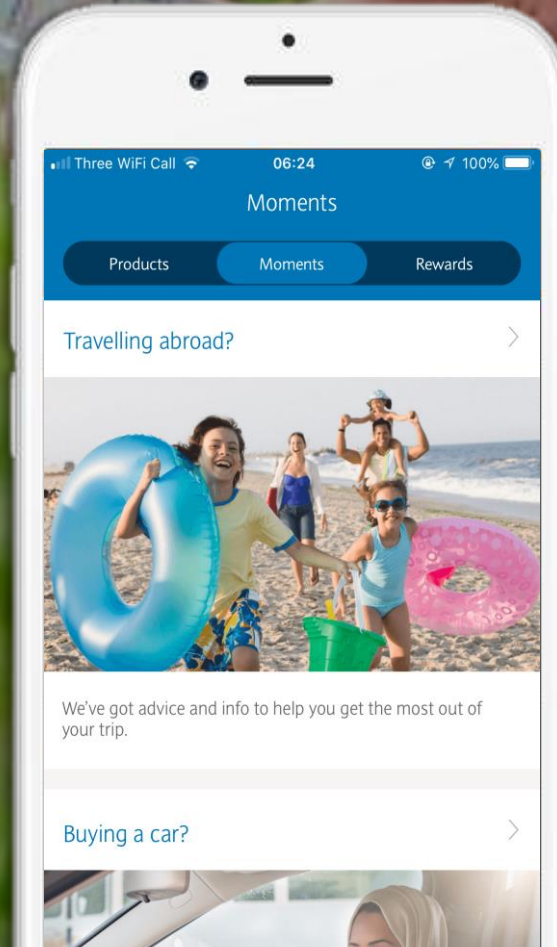 Three WiFi Call 06:24 100%
Moments
Products Moments Rewards
Travelling abroad?
We've got advice and info to help you get the most out of
your trip.
Buying a car?